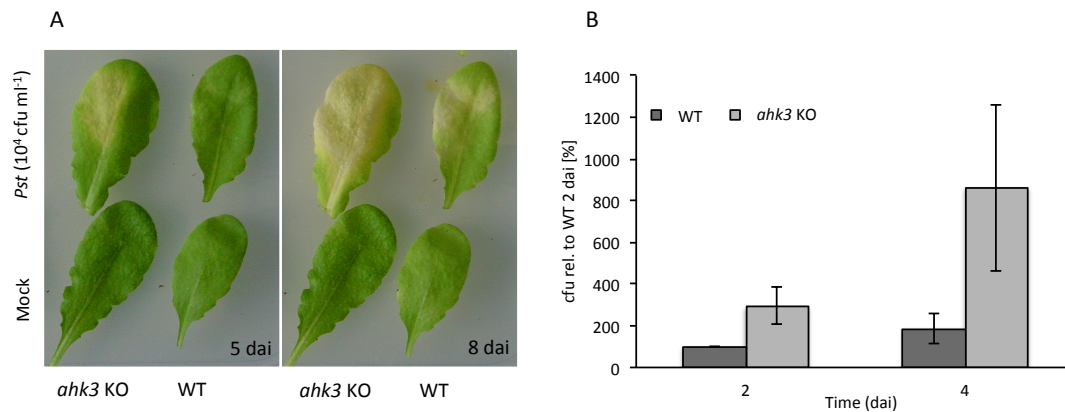 A
Pst (10⁴ cfu ml⁻¹)
Mock
5 dai
8 dai
ahk3 KO
WT
ahk3 KO
WT
B
cfu rel. to WT 2 dai [%]
1400
1200
1000
800
600
400
200
0
WT
ahk3 KO
2
4
Time (dai)